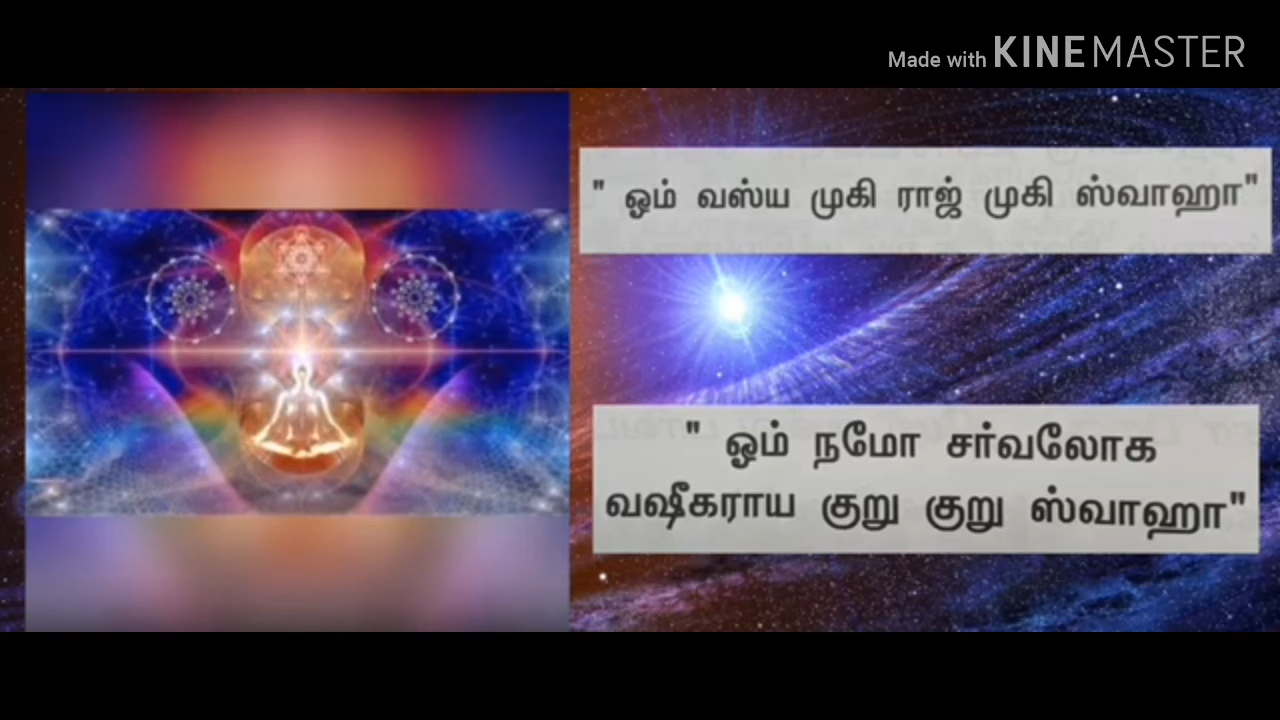 Made with KINEMASTER
" ஓம் வஸ்ய முகி ராஜ் முகி ஸ்வாஹா"
" ஓம் நமோ சர்வலோக
வஷீகராய குறு குறு ஸ்வாஹா"